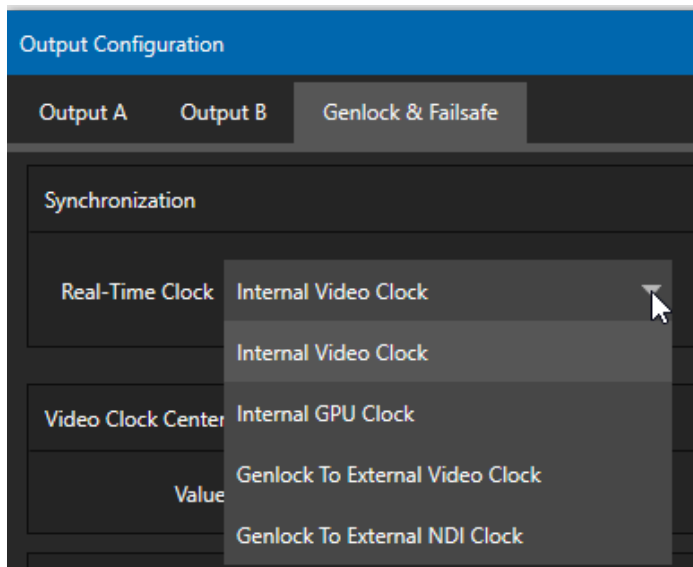 Output Configuration
Output A Output B Genlock & Failsafe
Synchronization
Real-Time Clock Internal Video Clock
Internal Video Clock
Internal GPU Clock
Video Clock Center
Genlock To External Video Clock
Value
Genlock To External NDI Clock